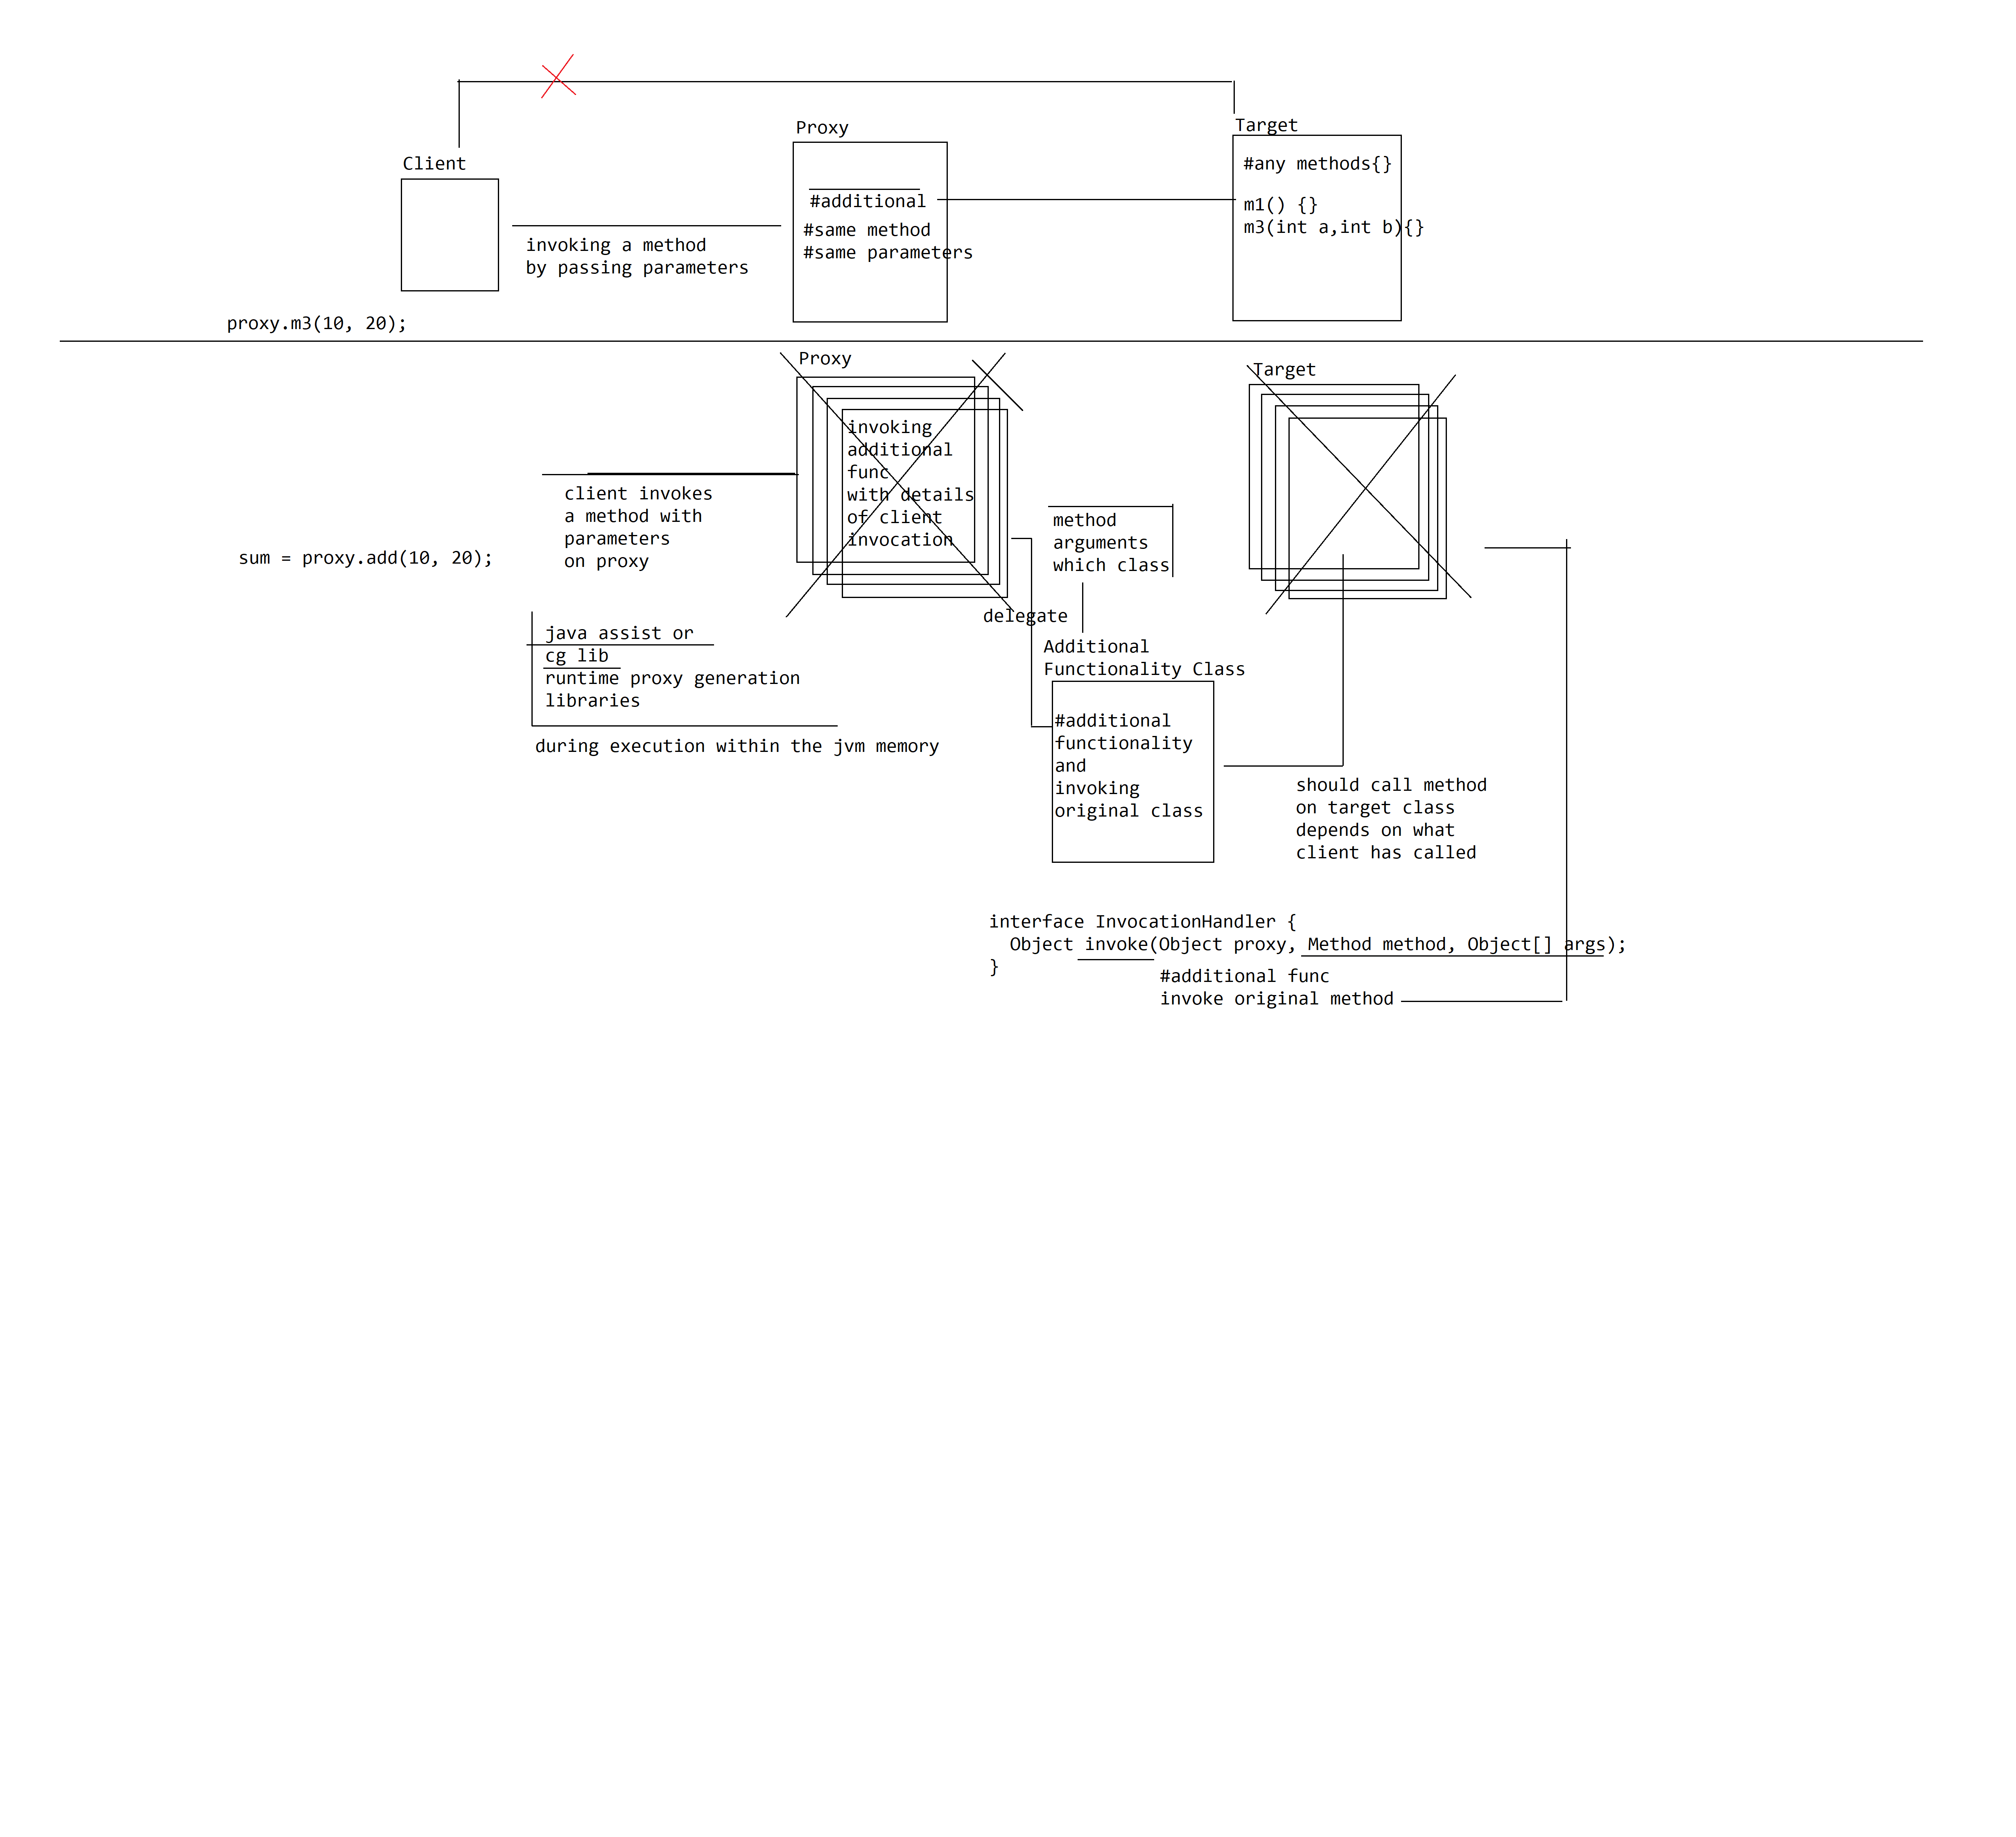 Proxy
Target
Client
#any methods{}
#additional
m1() {}
#same method
m3(int a,int b){}
#same parameters
invoking a method
by passing parameters
proxy.m3(10, 20);
Proxy
Target
invoking
additional
func
with details
of client
invocation
client invokes
a method with
parameters
on proxy
sum = proxy.add(10, 20);
method
arguments
which class
delegate
java assist or
cg lib
runtime proxy generation
libraries
during execution within the jvm memory
Additional
Functionality Class
#additional
functionality
and
invoking
original class
should call method
on target class
depends on what
client has called
interface InvocationHandler {
Object invoke(Object proxy, Method method, Object[] args);
}
#additional func
invoke original method